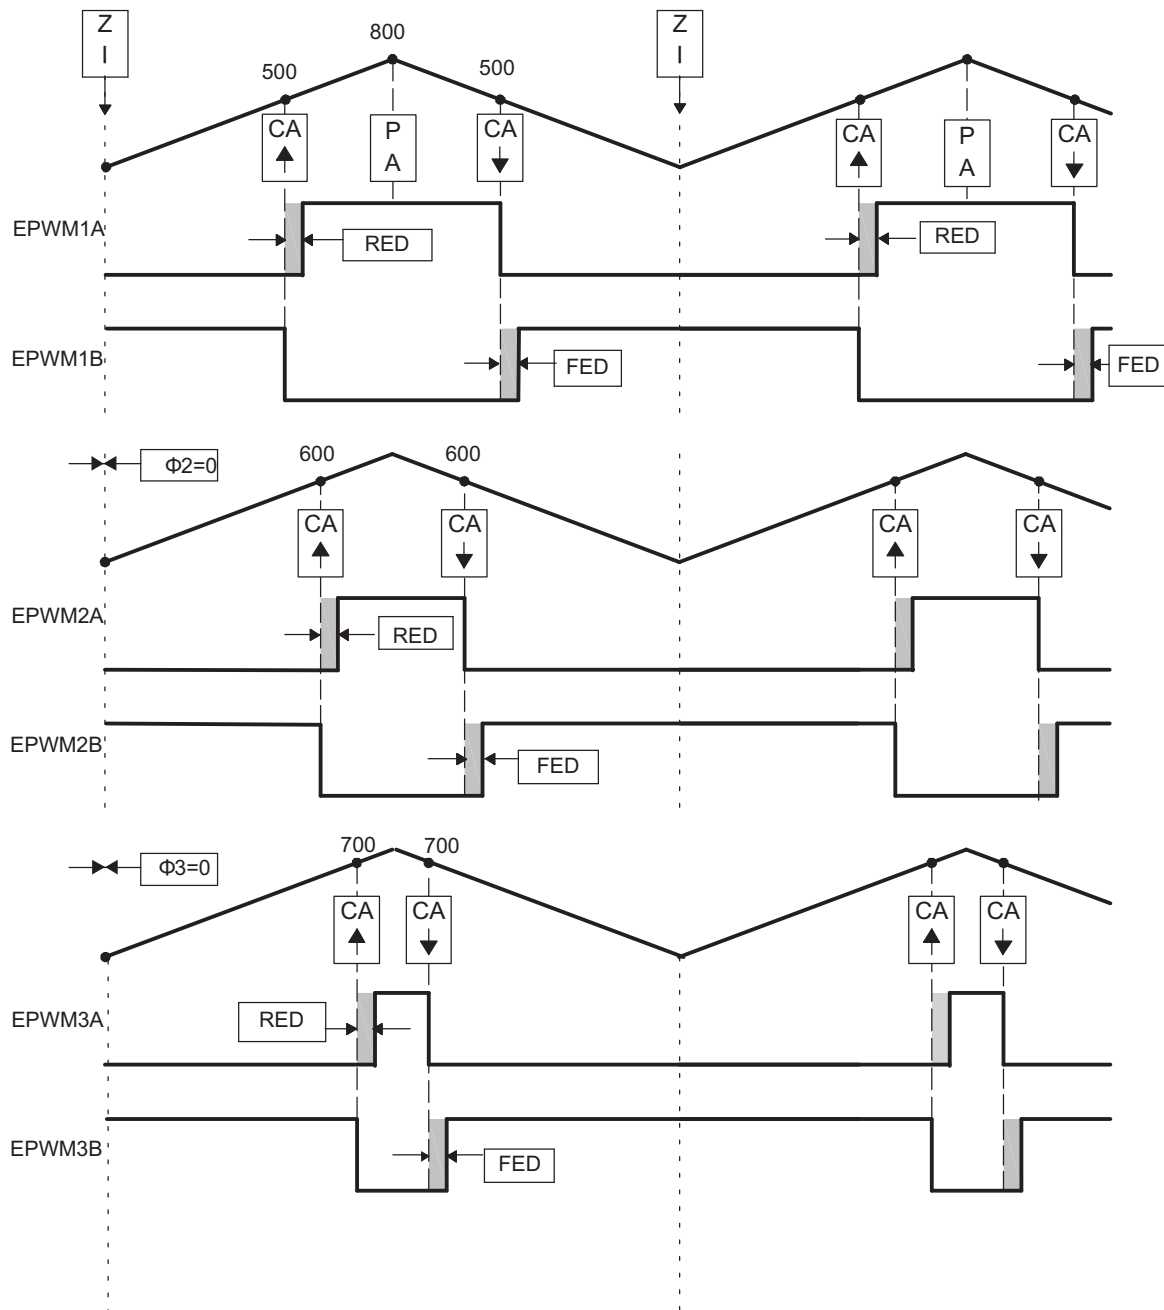 Z
I
800
Z
I
500
500
CA
P
A
CA
CA
P
A
CA
EPWM1A
RED
RED
EPWM1B
FED
FED
Φ2=0
600
600
CA
CA
CA
CA
EPWM2A
RED
EPWM2B
FED
Φ3=0
700
700
CA
CA
CA
CA
EPWM3A
RED
EPWM3B
FED